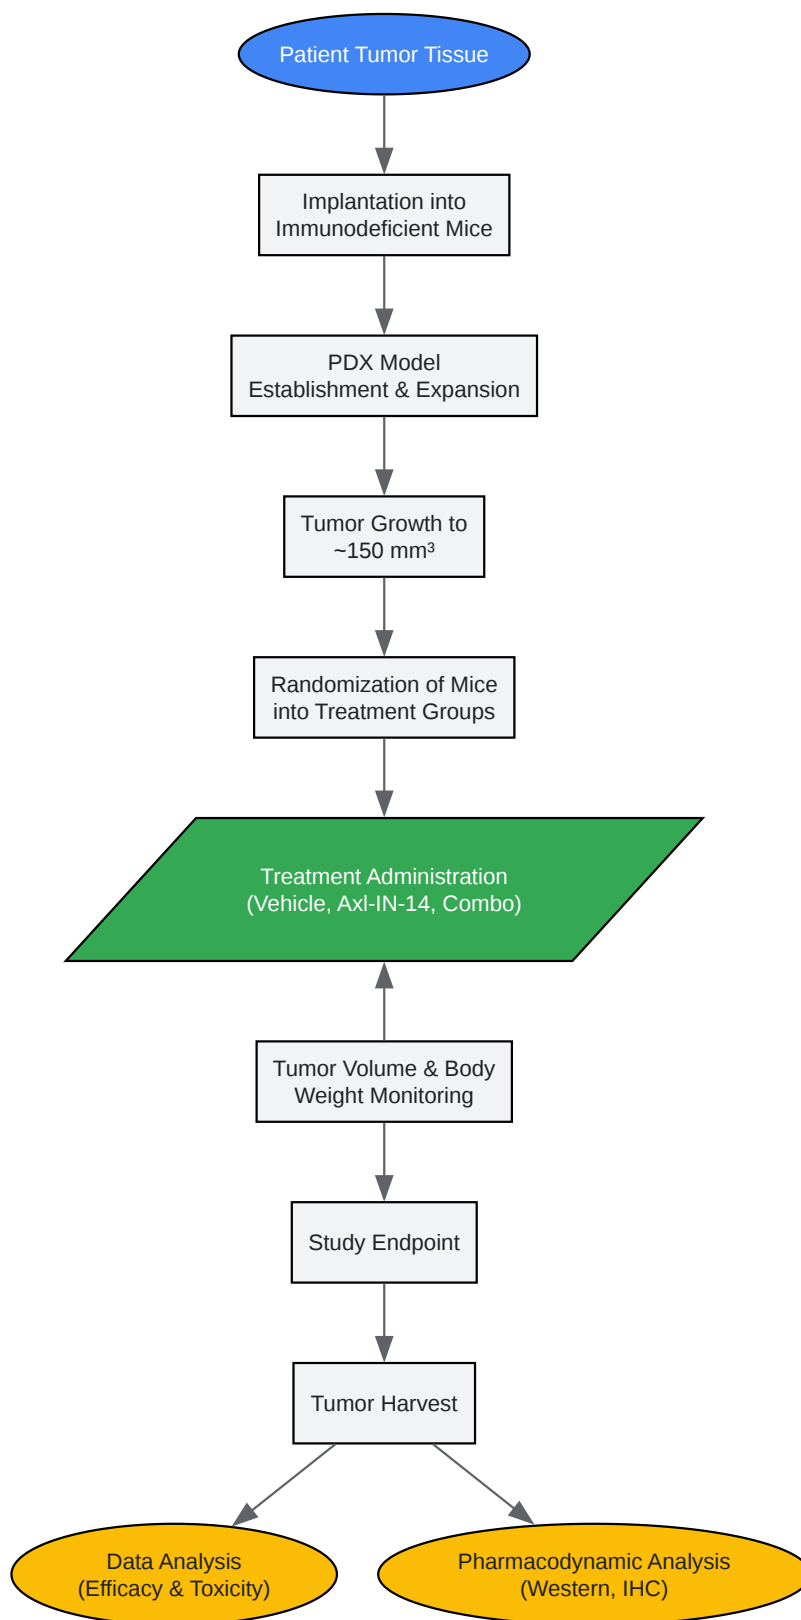 Patient Tumor Tissue
Implantation into
Immunodeficient Mice
PDX Model
Establishment & Expansion
Tumor Growth to
~150 mm³
Randomization of Mice
into Treatment Groups
Treatment Administration
(Vehicle, Axl-IN-14, Combo)
Tumor Volume & Body
Weight Monitoring
Study Endpoint
Tumor Harvest
Data Analysis
(Efficacy & Toxicity)
Pharmacodynamic Analysis
(Western, IHC)